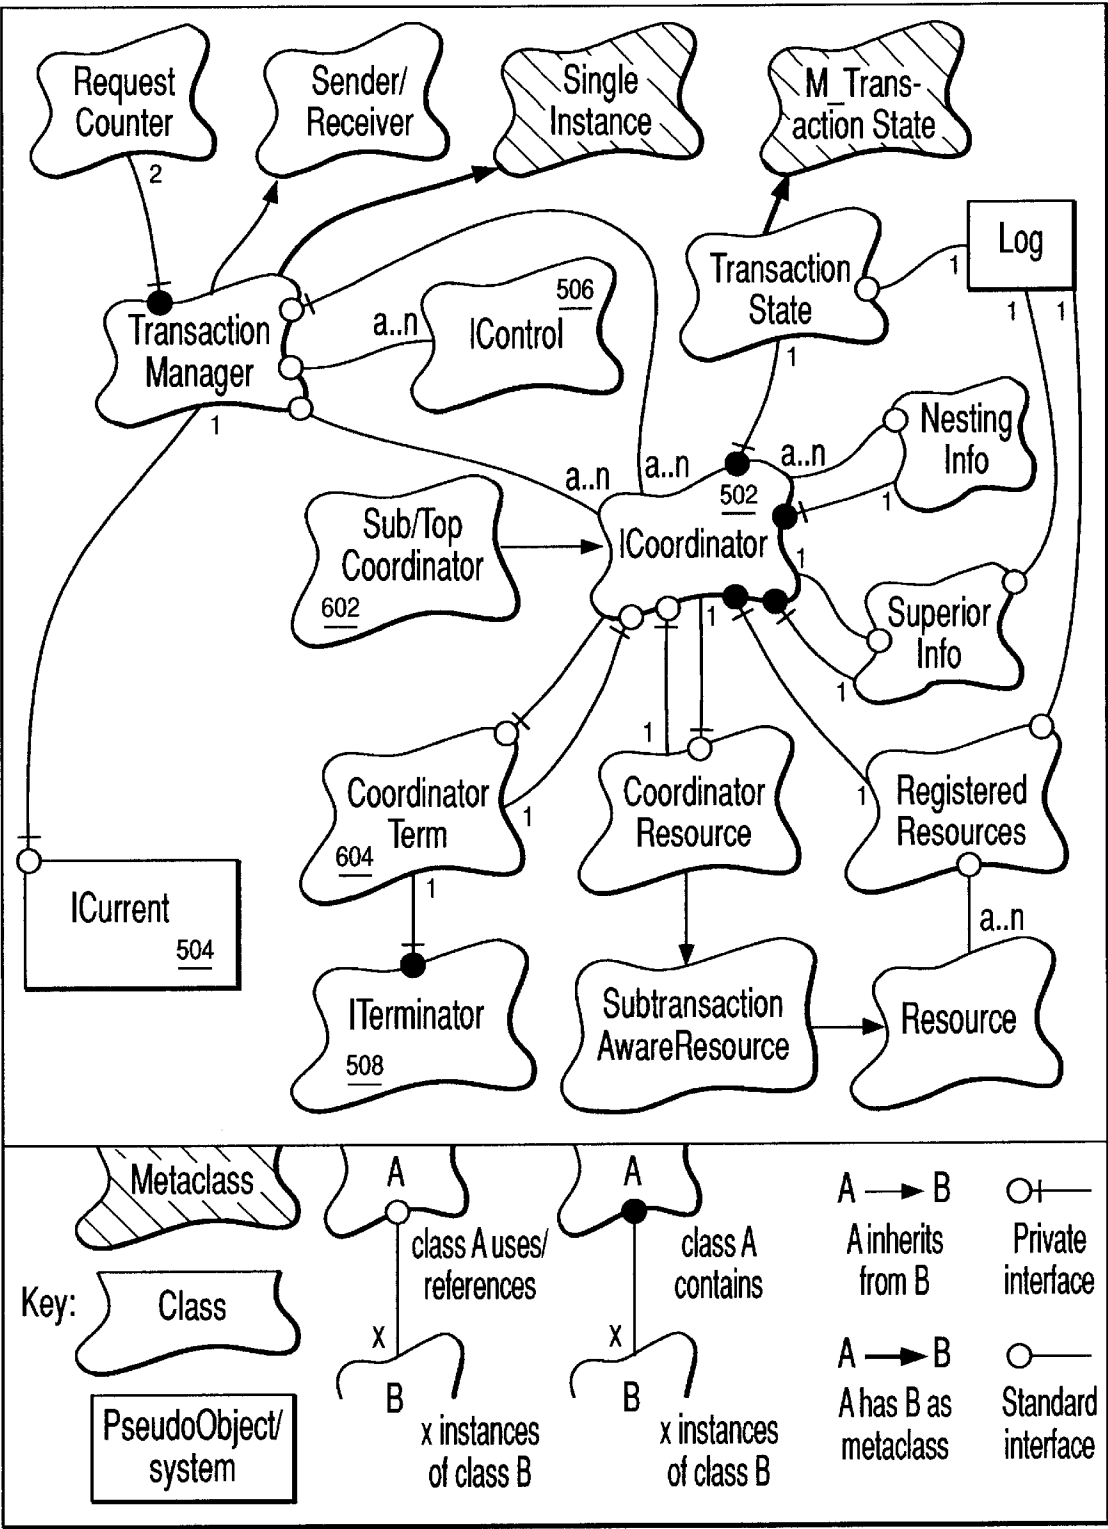 Request
Counter
Sender/
Receiver
Single
Instance
M_Trans-
action State
2
Log
Transaction
State
1
1
1
506
IControl
a..n
Transaction
Manager
1
1
Nesting
Info
a..n
a..n
a..n
1
502
ICoordinator
Sub/Top
Coordinator
602
1
Superior
Info
1
1
1
Coordinator
Term
604
1
Coordinator
Resource
1
Registered
Resources
1
ICurrent
504
a..n
ITerminator
508
Subtransaction
AwareResource
Resource
Metaclass
A
A
A
B
class A uses/
references
class A
contains
A inherits
from B
Private
interface
Key:
Class
x
x
A
B
B
B
PseudoObject/
system
x instances
of class B
x instances
of class B
A has B as
metaclass
Standard
interface